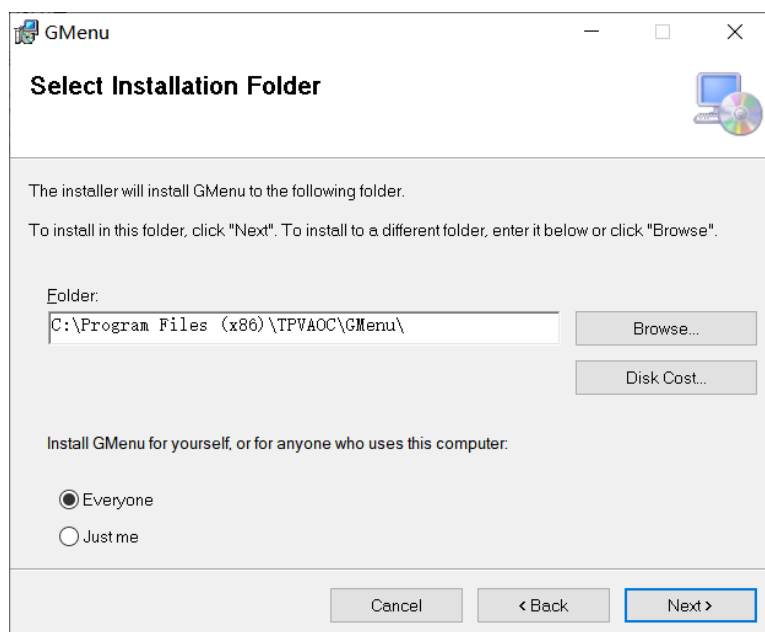 GMenu
Select Installation Folder
The installer will install GMenu to the following folder.
To install in this folder, click "Next". To install to a different folder, enter it below or click "Browse".
Folder:
C:\Program Files (x86)\TPVAOC\GMenu\
Browse...
Disk Cost...
Install GMenu for yourself, or for anyone who uses this computer:
Everyone
Just me
Cancel
< Back
Next >